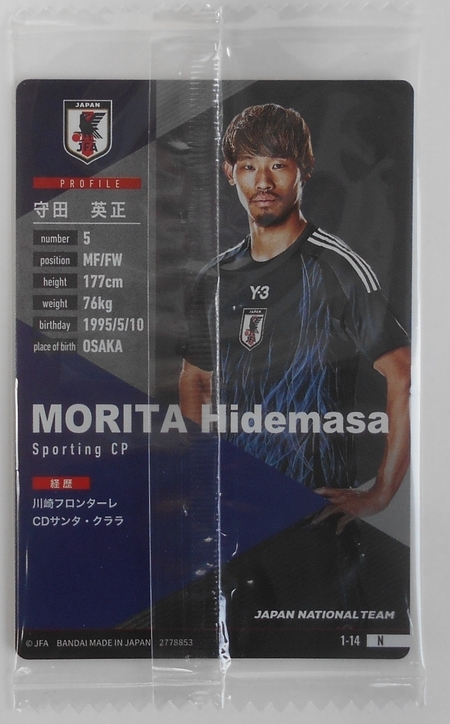 JAPAN
JFA
PROFILE
守田　英正
number 5
position MF/FW
height 177cm
weight 76kg
birthday 1995/5/10
place of birth OSAKA
Y-3
MORITA Hidemasa
Sporting CP
経歴
川崎フロンターレ
CDサンタ・クララ
JAPAN NATIONAL TEAM
1-14 N
© JFA BANDAI MADE IN JAPAN 2778853